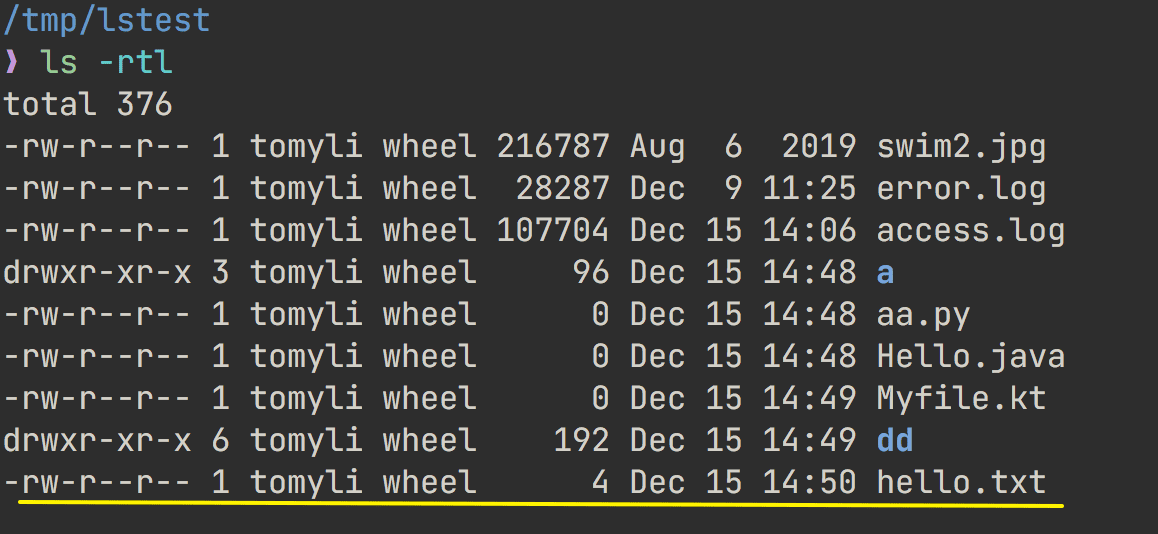 /tmp/lstest
❯ ls -rtl
total 376
-rw-r--r-- 1 tomyli wheel 216787 Aug  6  2019 swim2.jpg
-rw-r--r-- 1 tomyli wheel  28287 Dec  9 11:25 error.log
-rw-r--r-- 1 tomyli wheel 107704 Dec 15 14:06 access.log
drwxr-xr-x 3 tomyli wheel     96 Dec 15 14:48 a
-rw-r--r-- 1 tomyli wheel      0 Dec 15 14:48 aa.py
-rw-r--r-- 1 tomyli wheel      0 Dec 15 14:48 Hello.java
-rw-r--r-- 1 tomyli wheel      0 Dec 15 14:49 Myfile.kt
drwxr-xr-x 6 tomyli wheel    192 Dec 15 14:49 dd
-rw-r--r-- 1 tomyli wheel      4 Dec 15 14:50 hello.txt